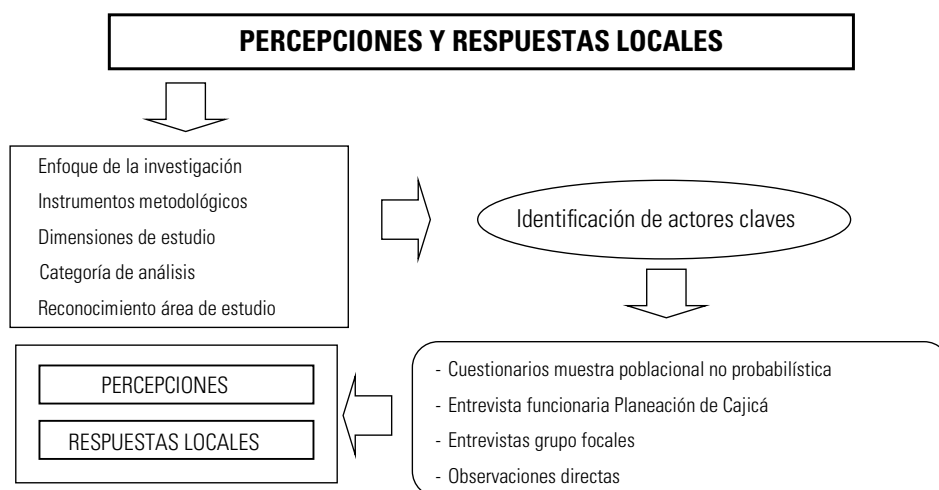 PERCEPCIONES Y RESPUESTAS LOCALES
Enfoque de la investigación
Instrumentos metodológicos
Dimensiones de estudio
Categoría de análisis
Reconocimiento área de estudio
Identificación de actores claves
- Cuestionarios muestra poblacional no probabilística
- Entrevista funcionaria Planeación de Cajicá
- Entrevistas grupo focales
- Observaciones directas
PERCEPCIONES
RESPUESTAS LOCALES